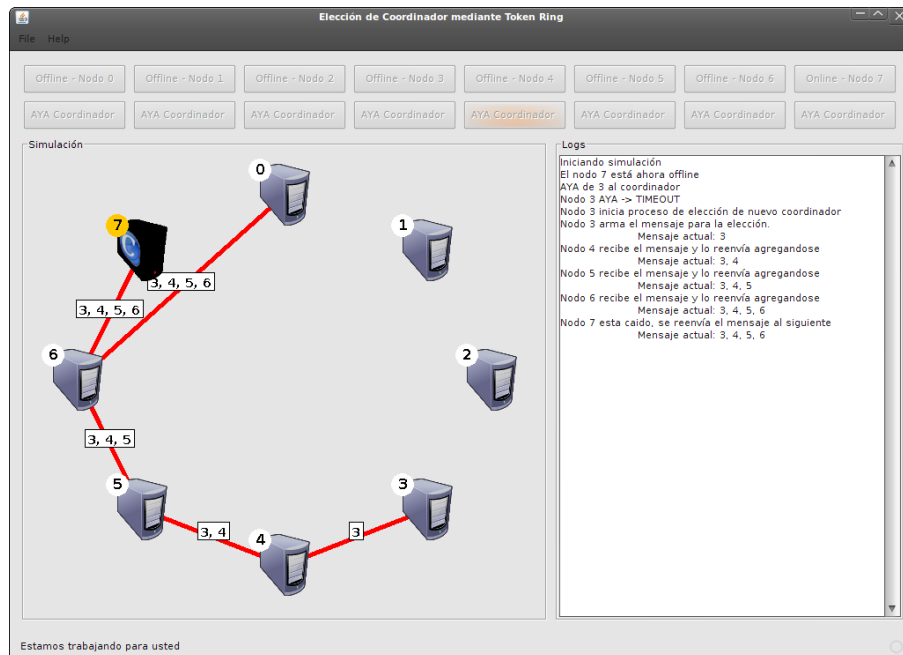 Elección de Coordinador mediante Token Ring
File Help
Offline - Nodo 0 Offline - Nodo 1 Offline - Nodo 2 Offline - Nodo 3 Offline - Nodo 4 Offline - Nodo 5 Offline - Nodo 6 Online - Nodo 7
AYA Coordinador AYA Coordinador AYA Coordinador AYA Coordinador AYA Coordinador AYA Coordinador AYA Coordinador AYA Coordinador
Simulación
0
7
1
3, 4, 5, 6
3, 4, 5, 6
6
2
3, 4, 5
5
3
3, 4
3
4
Logs
Iniciando simulación
El nodo 7 está ahora offline
AYA de 3 al coordinador
Nodo 3 AYA -> TIMEOUT
Nodo 3 inicia proceso de elección de nuevo coordinador
Nodo 3 arma el mensaje para la elección.
Mensaje actual: 3
Nodo 4 recibe el mensaje y lo reenvía agregandose
Mensaje actual: 3, 4
Nodo 5 recibe el mensaje y lo reenvía agregandose
Mensaje actual: 3, 4, 5
Nodo 6 recibe el mensaje y lo reenvía agregandose
Mensaje actual: 3, 4, 5, 6
Nodo 7 esta caido, se reenvía el mensaje al siguiente
Mensaje actual: 3, 4, 5, 6
Estamos trabajando para usted